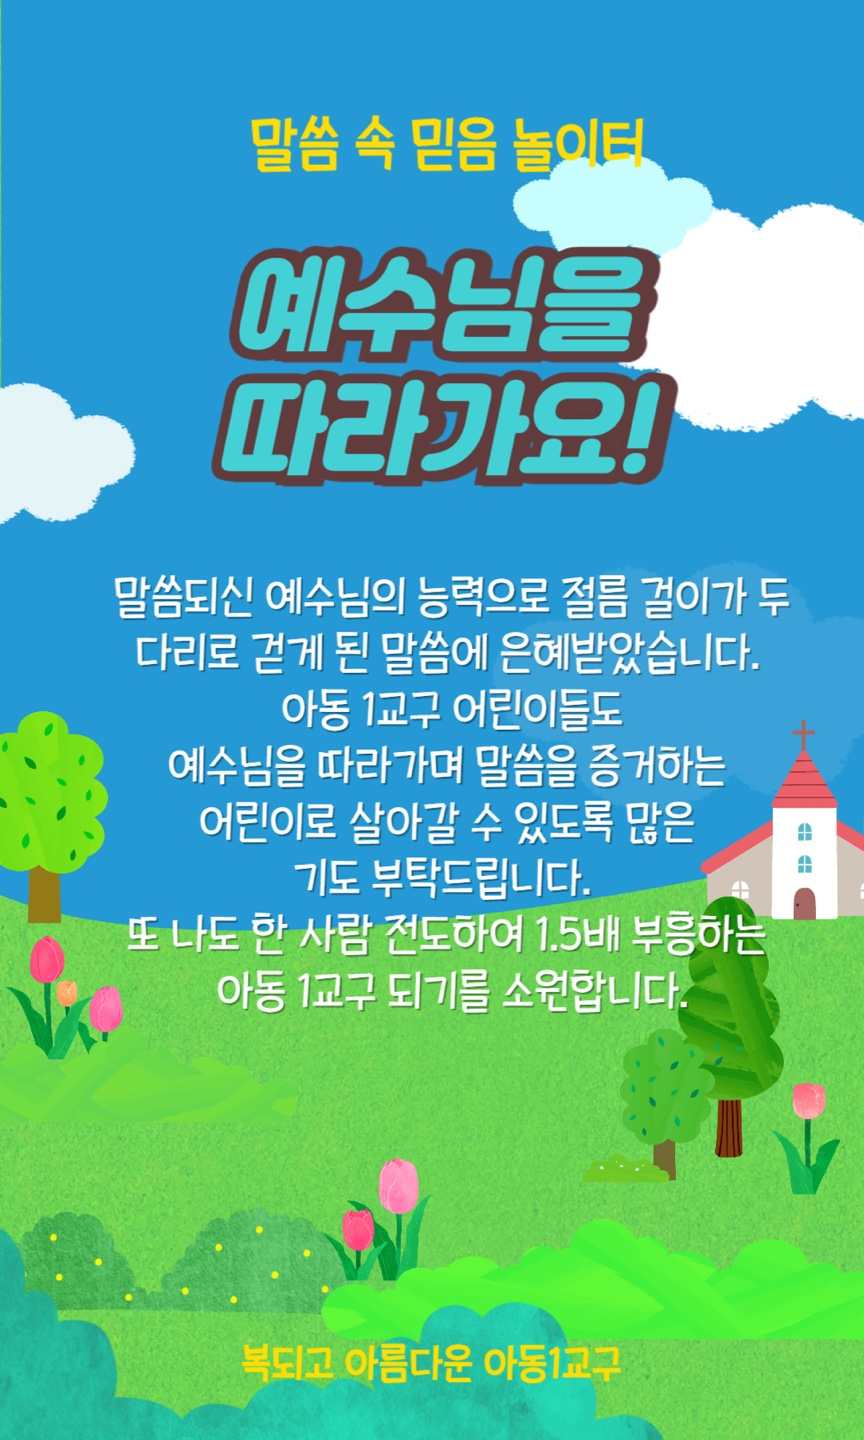 말씀 속 믿음 놀이터
예수님을
따라가요!
말씀되신 예수님의 능력으로 절름 걸이가 두
다리로 걷게 된 말씀에 은혜받았습니다.
아동 1교구 어린이들도
예수님을 따라가며 말씀을 증거하는
어린이로 살아갈 수 있도록 많은
기도 부탁드립니다.
또 나도 한 사람 전도하여 1.5배 부흥하는
아동 1교구 되기를 소원합니다.
복되고 아름다운 아동1교구